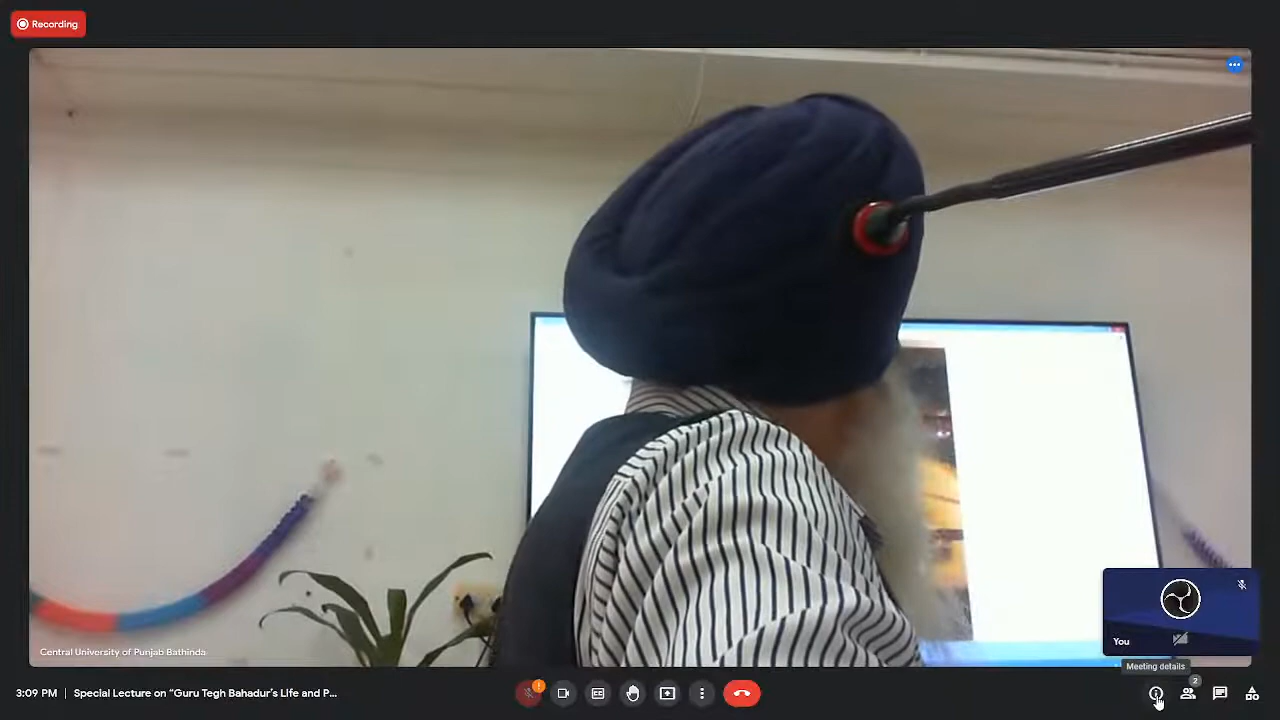 Recording
Central University of Punjab Bathinda
You
Meeting details
3:09 PM | Special Lecture on “Guru Tegh Bahadur's Life and P...
2